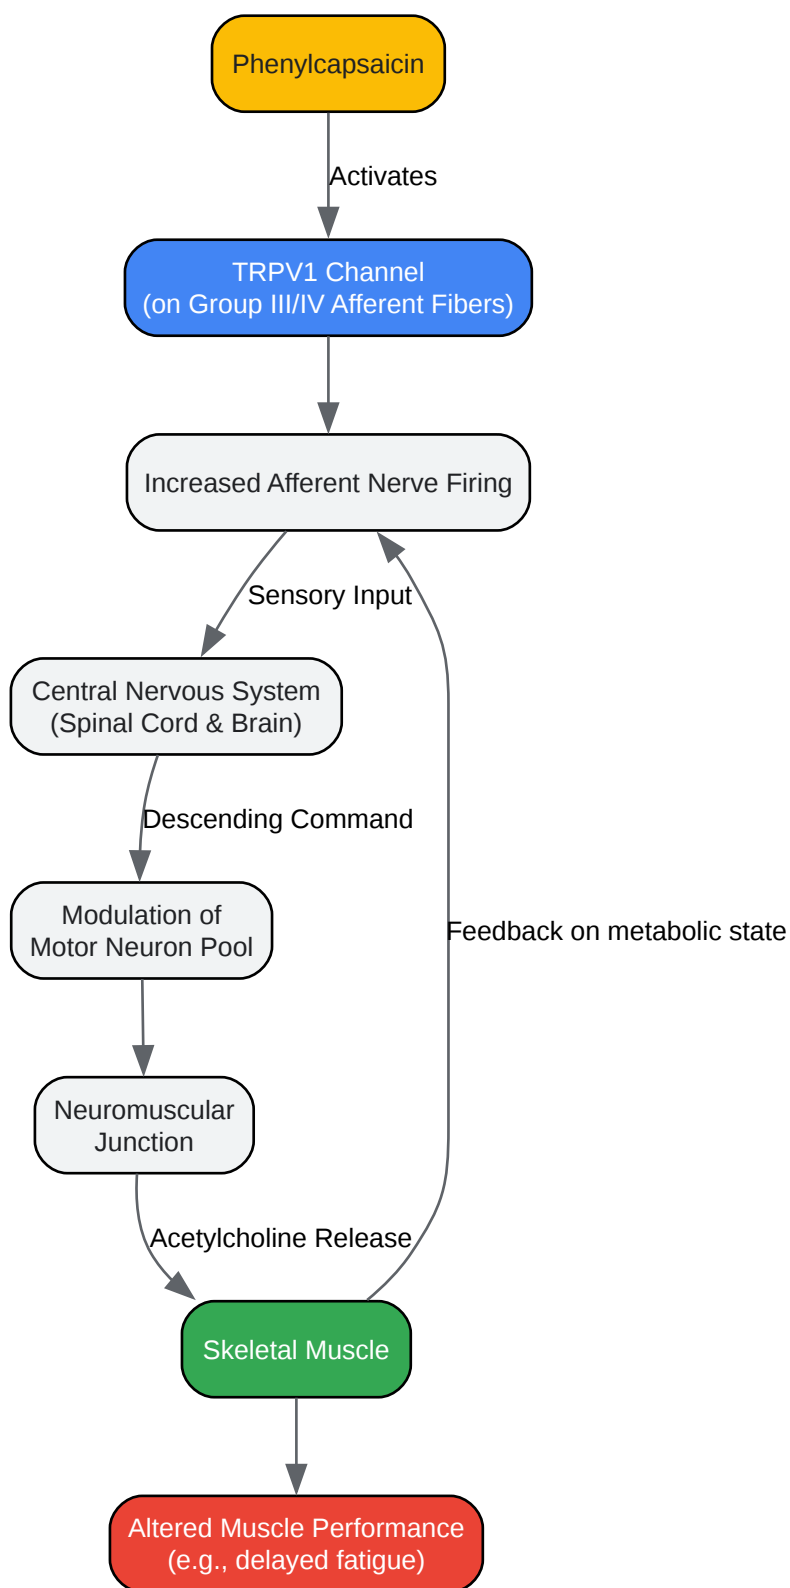 Phenylcapsaicin
Activates
TRPV1 Channel
(on Group III/IV Afferent Fibers)
Increased Afferent Nerve Firing
Sensory Input
Central Nervous System
(Spinal Cord & Brain)
Descending Command
Modulation of
Motor Neuron Pool
Feedback on metabolic state
Neuromuscular
Junction
Acetylcholine Release
Skeletal Muscle
Altered Muscle Performance
(e.g., delayed fatigue)